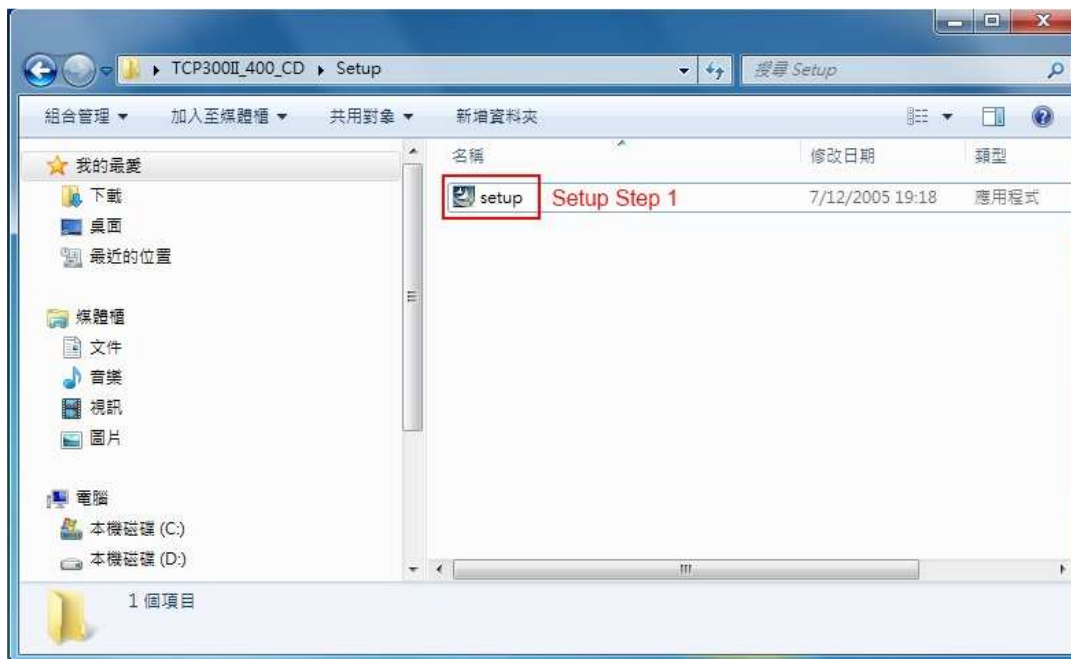 TCP300II_400_CD ▸ Setup
搜尋 Setup
組合管理 加入至媒體櫃 共用對象 新增資料夾
名稱 修改日期 類型
setup Setup Step 1 7/12/2005 19:18 應用程式
我的最愛
下載
桌面
最近的位置
媒體櫃
文件
音樂
視訊
圖片
電腦
本機磁碟 (C:)
本機磁碟 (D:)
1 個項目